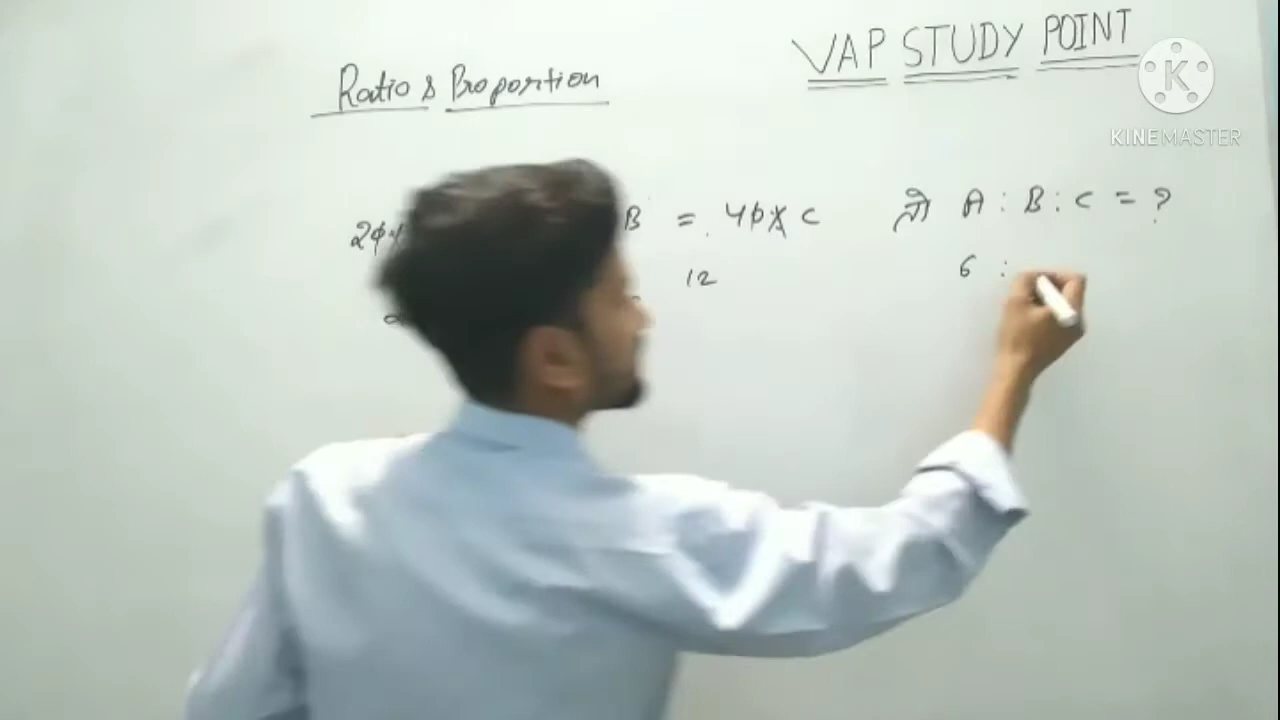 VAP STUDY POINT
Ratio & Proportion
KINEMASTER
B = 40% C तो A : B : C = ?
12 6 :